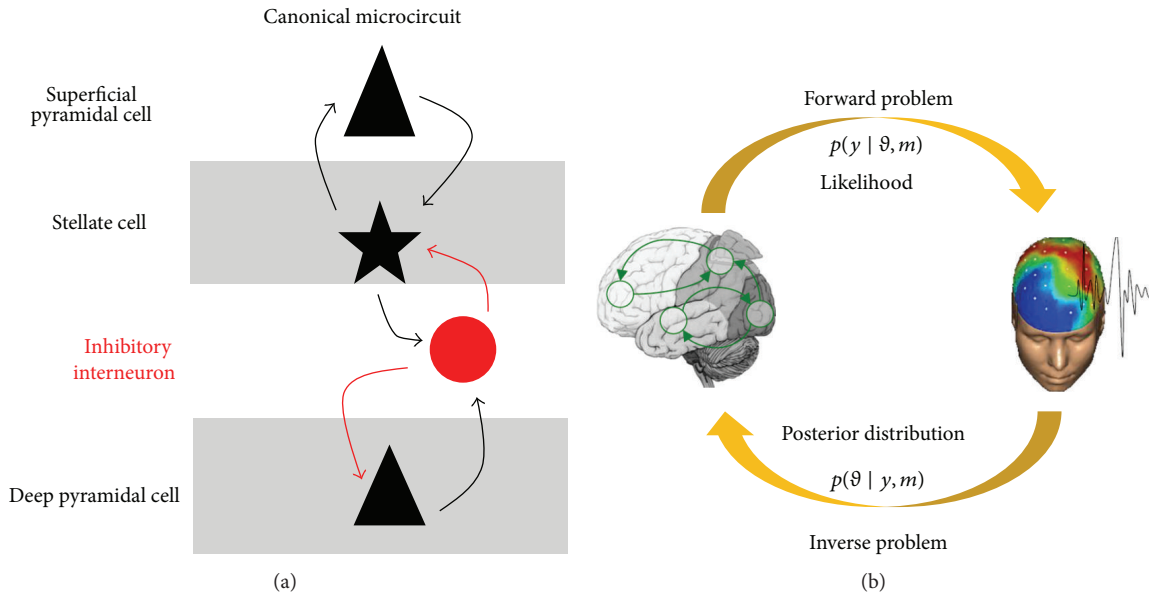 Canonical microcircuit
Superficial
pyramidal cell
Stellate cell
Inhibitory
interneuron
Deep pyramidal cell
(a)
Forward problem
p(y | ϑ, m)
Likelihood
Posterior distribution
p(ϑ | y, m)
Inverse problem
(b)